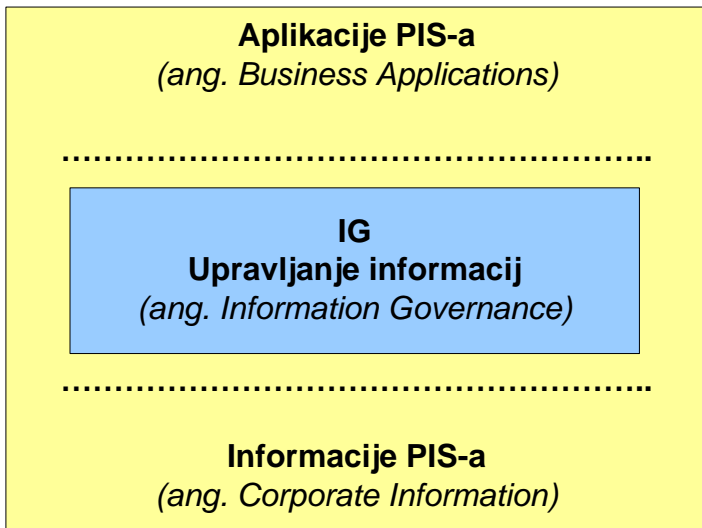 Aplikacije PIS-a
(ang. Business Applications)
…………………………………………………..
IG
Upravljanje informacij
(ang. Information Governance)
…………………………………………………..
Informacije PIS-a
(ang. Corporate Information)